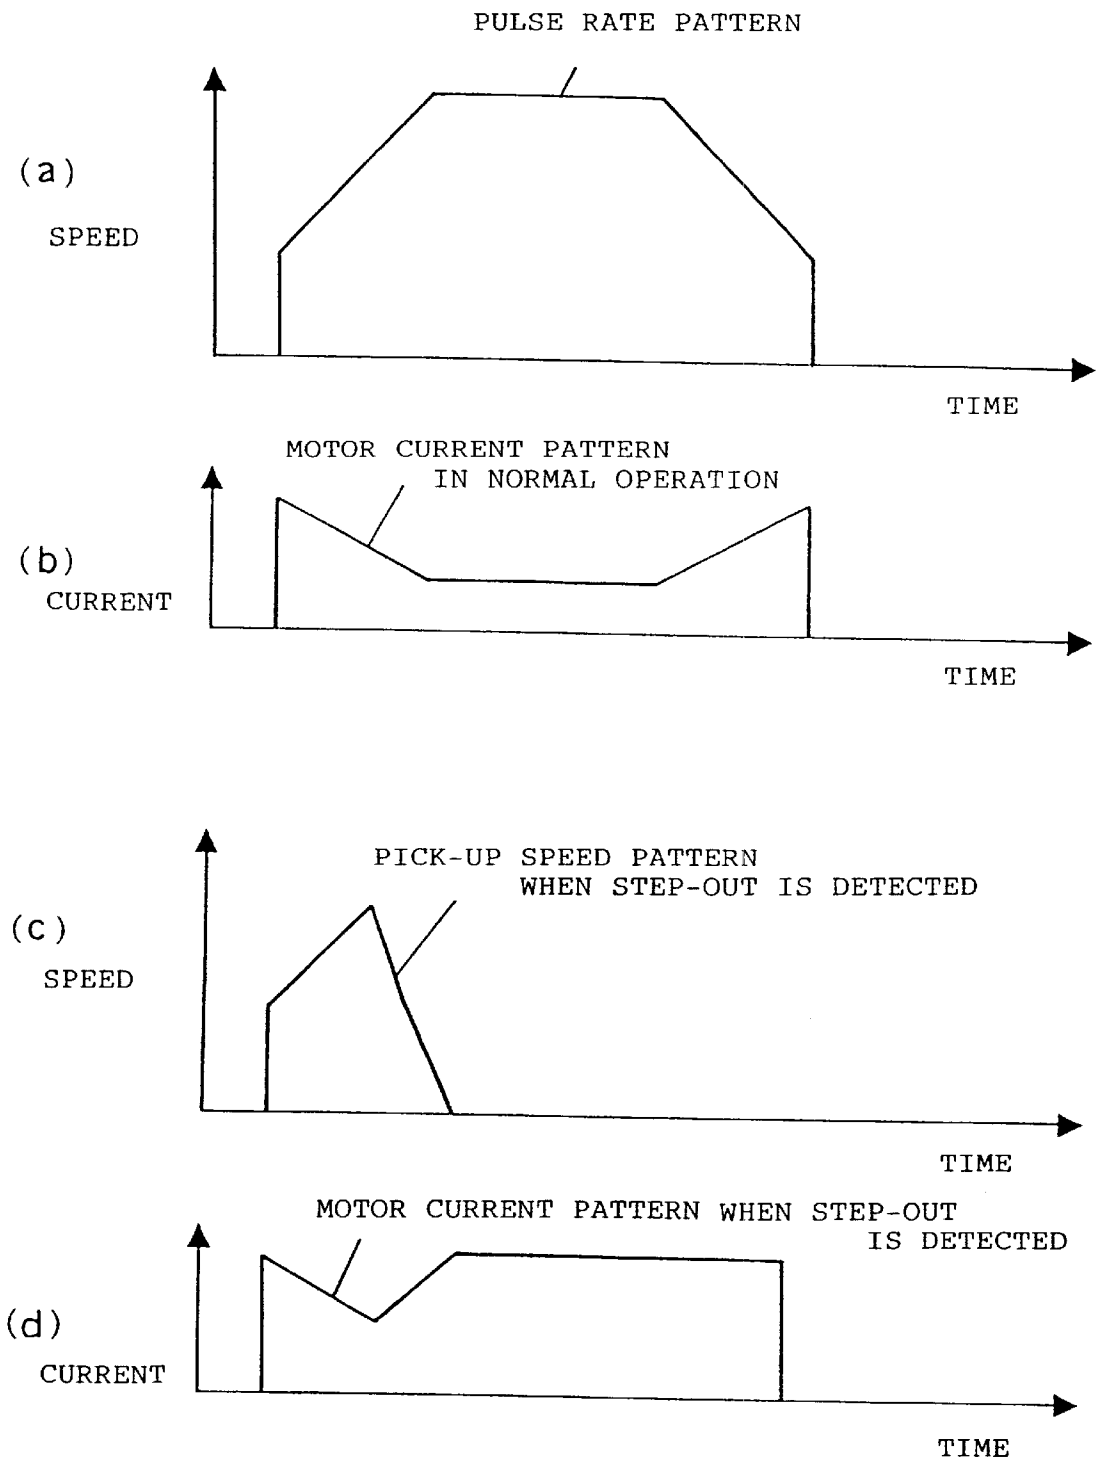 PULSE RATE PATTERN
(a)
SPEED
TIME
MOTOR CURRENT PATTERN
IN NORMAL OPERATION
(b)
CURRENT
TIME
PICK-UP SPEED PATTERN
WHEN STEP-OUT IS DETECTED
(c)
SPEED
TIME
MOTOR CURRENT PATTERN WHEN STEP-OUT
IS DETECTED
(d)
CURRENT
TIME